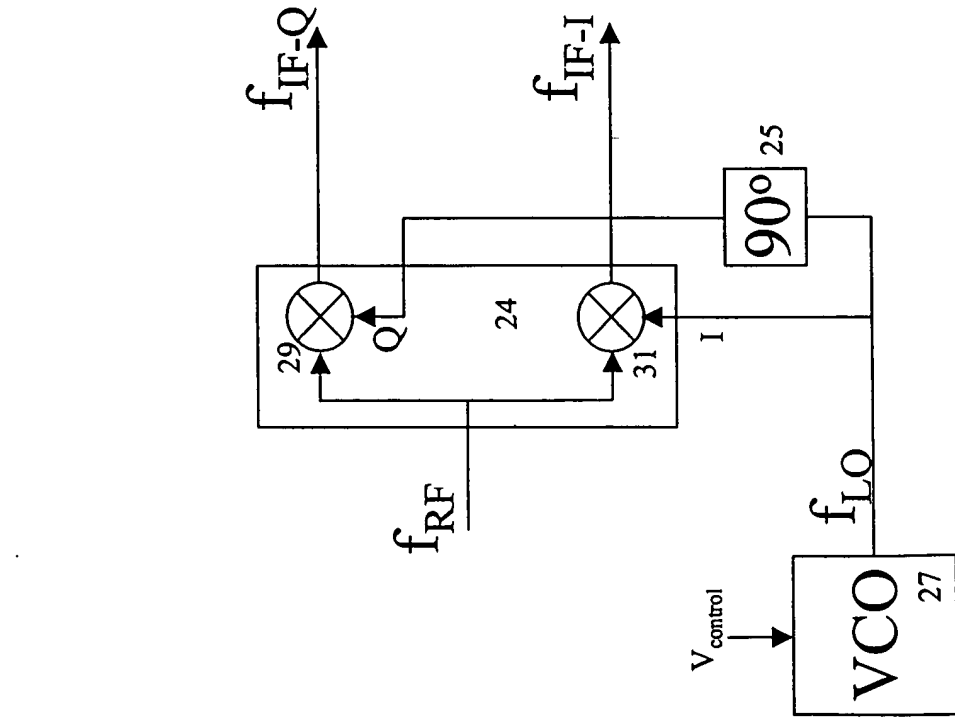 f_IF-Q
f_IF-I
29
Q
24
31
I
90°
25
f_RF
f_LO
V_control
VCO
27